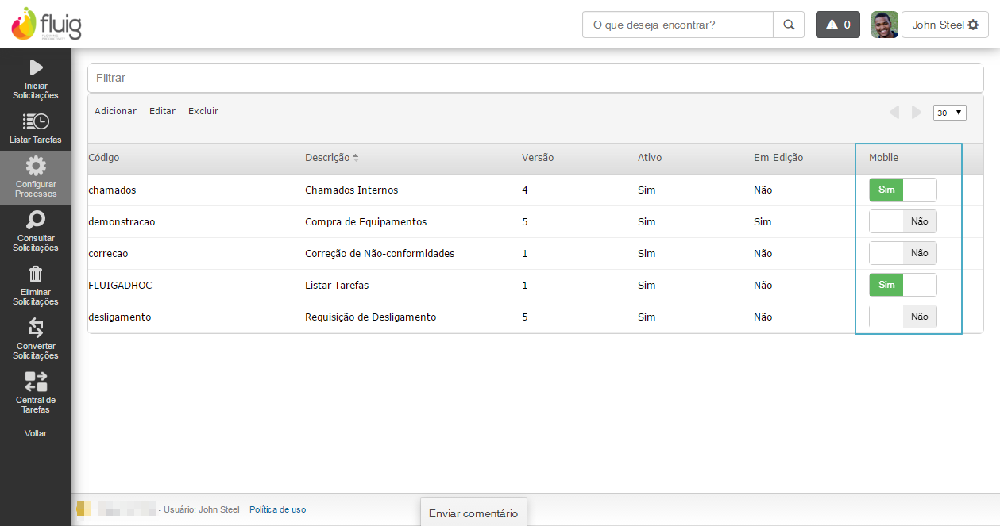 fluig
FLOWING PRODUCTIVITY
O que deseja encontrar?
0
John Steel
Iniciar
Solicitações
Listar Tarefas
Configurar
Processos
Consultar
Solicitações
Eliminar
Solicitações
Converter
Solicitações
Central de
Tarefas
Voltar
Filtrar
Adicionar Editar Excluir
30
Código Descrição Versão Ativo Em Edição Mobile
chamados Chamados Internos 4 Sim Não Sim
demonstracao Compra de Equipamentos 5 Sim Sim Não
correcao Correção de Não-conformidades 1 Sim Não Não
FLUIGADHOC Listar Tarefas 1 Sim Não Sim
desligamento Requisição de Desligamento 5 Sim Não Não
- Usuário: John Steel Política de uso
Enviar comentário